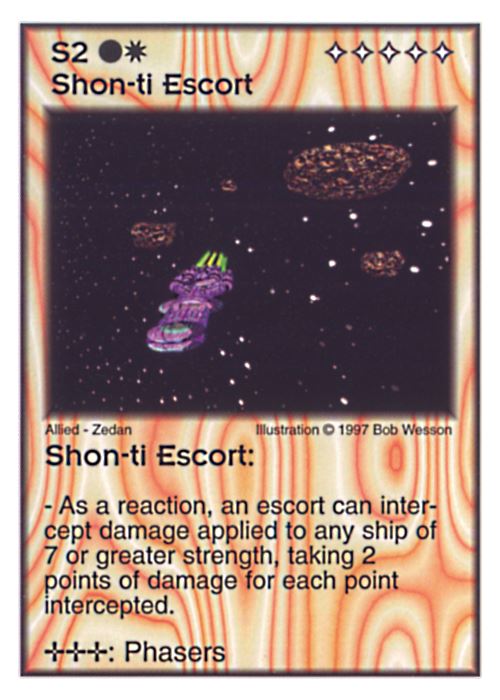 S2
Shon-ti Escort
Allied - Zedan
Illustration © 1997 Bob Wesson
Shon-ti Escort:
- As a reaction, an escort can inter-
cept damage applied to any ship of
7 or greater strength, taking 2
points of damage for each point
intercepted.
: Phasers